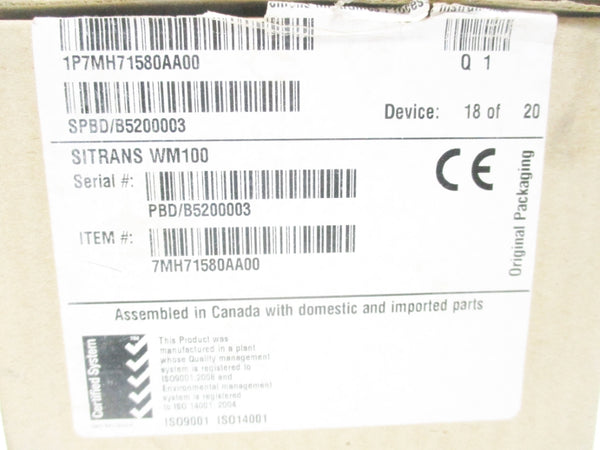 1P7MH71580AA00
Q 1
SPBD/B5200003
Device: 18 of 20
SITRANS WM100
Serial #:
PBD/B5200003
CE
Original Packaging
ITEM #:
7MH71580AA00
Assembled in Canada with domestic and imported parts
Certified System
This Product was
manufactured in a plant
whose Quality management
system is registered to
ISO9001:2008 and
Environmental management
system is registered
to ISO 14001: 2004
ISO9001 ISO14001